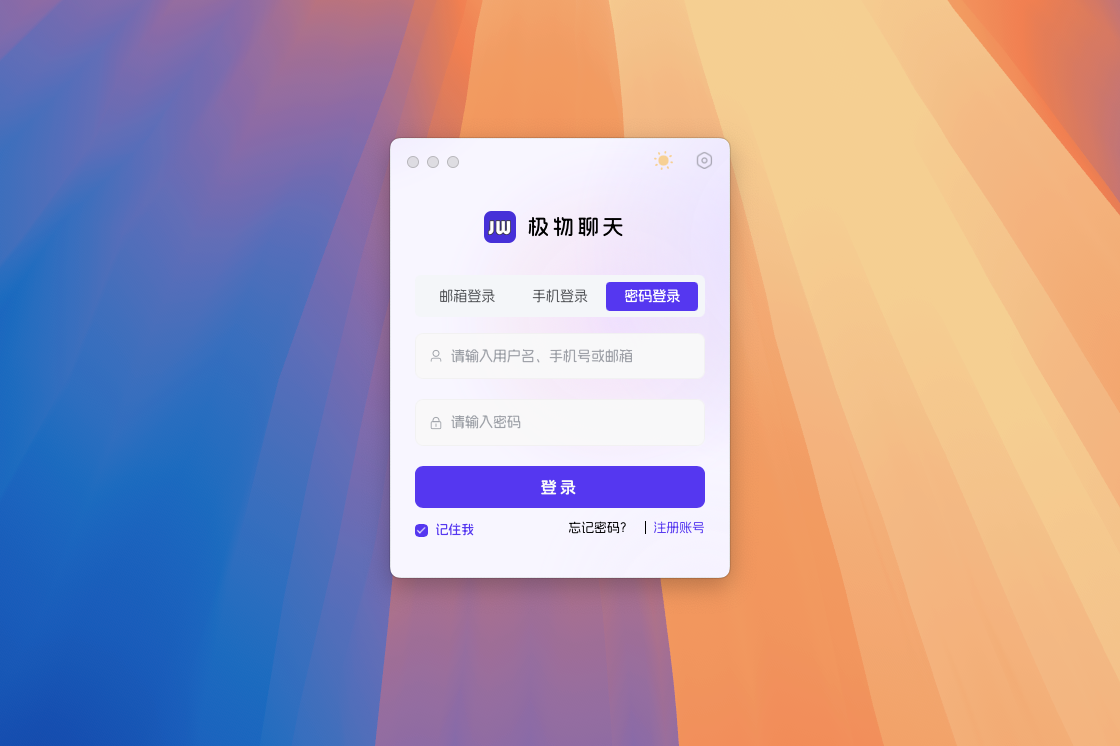 JW 极物聊天
邮箱登录 手机登录 密码登录
请输入用户名、手机号或邮箱
请输入密码
登录
记住我 忘记密码? 注册账号